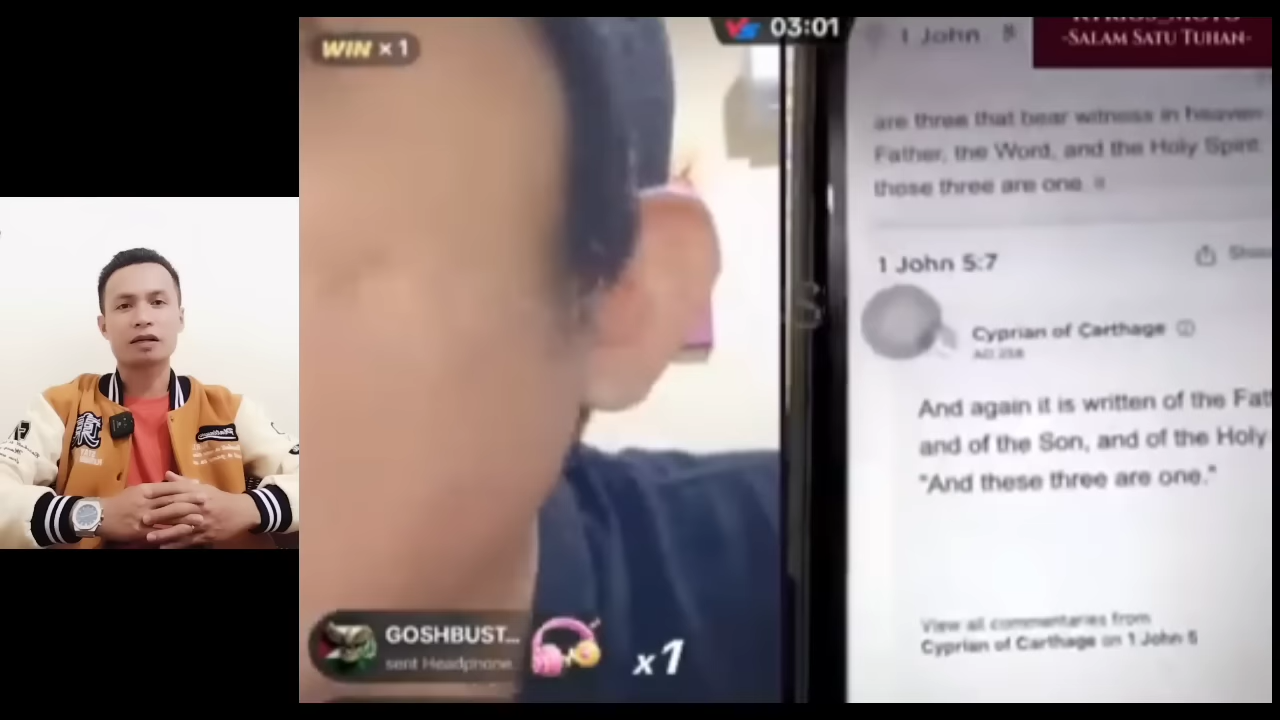 WIN × 1
VS 03:01
1 John 5
-SALAM SATU TUHAN-
are three that bear witness in heaven
Father, the Word, and the Holy Spirit
those three are one.
1 John 5:7
Cyprian of Carthage
AD 258
And again it is written of the Fat
and of the Son, and of the Holy
"And these three are one."
View all commentaries from
Cyprian of Carthage on 1 John 5
GOSHBUST...
sent Headphone
x1